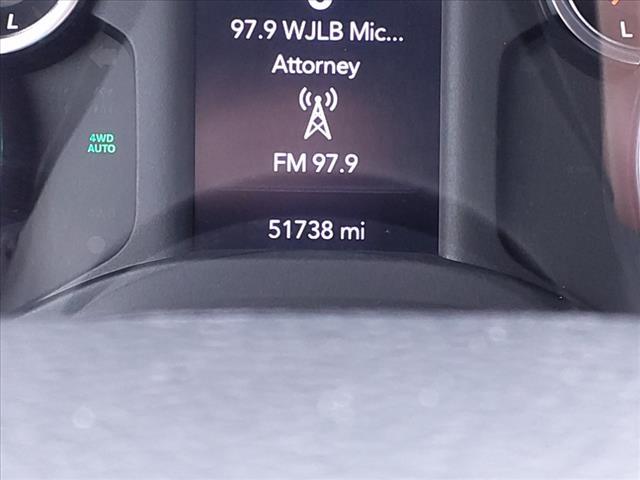 97.9 WJLB Mic...
Attorney
4WD
AUTO
FM 97.9
51738 mi
L
L